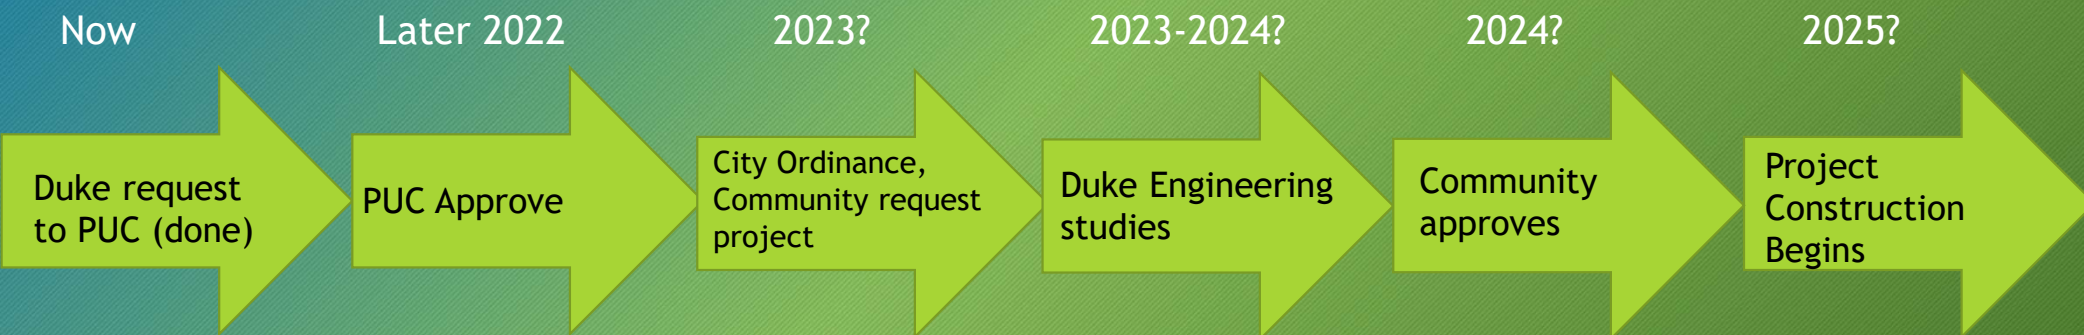 Now
Later 2022
2023?
2023-2024?
2024?
2025?
Duke request
to PUC (done)
PUC Approve
City Ordinance,
Community request
project
Duke Engineering
studies
Community
approves
Project
Construction
Begins